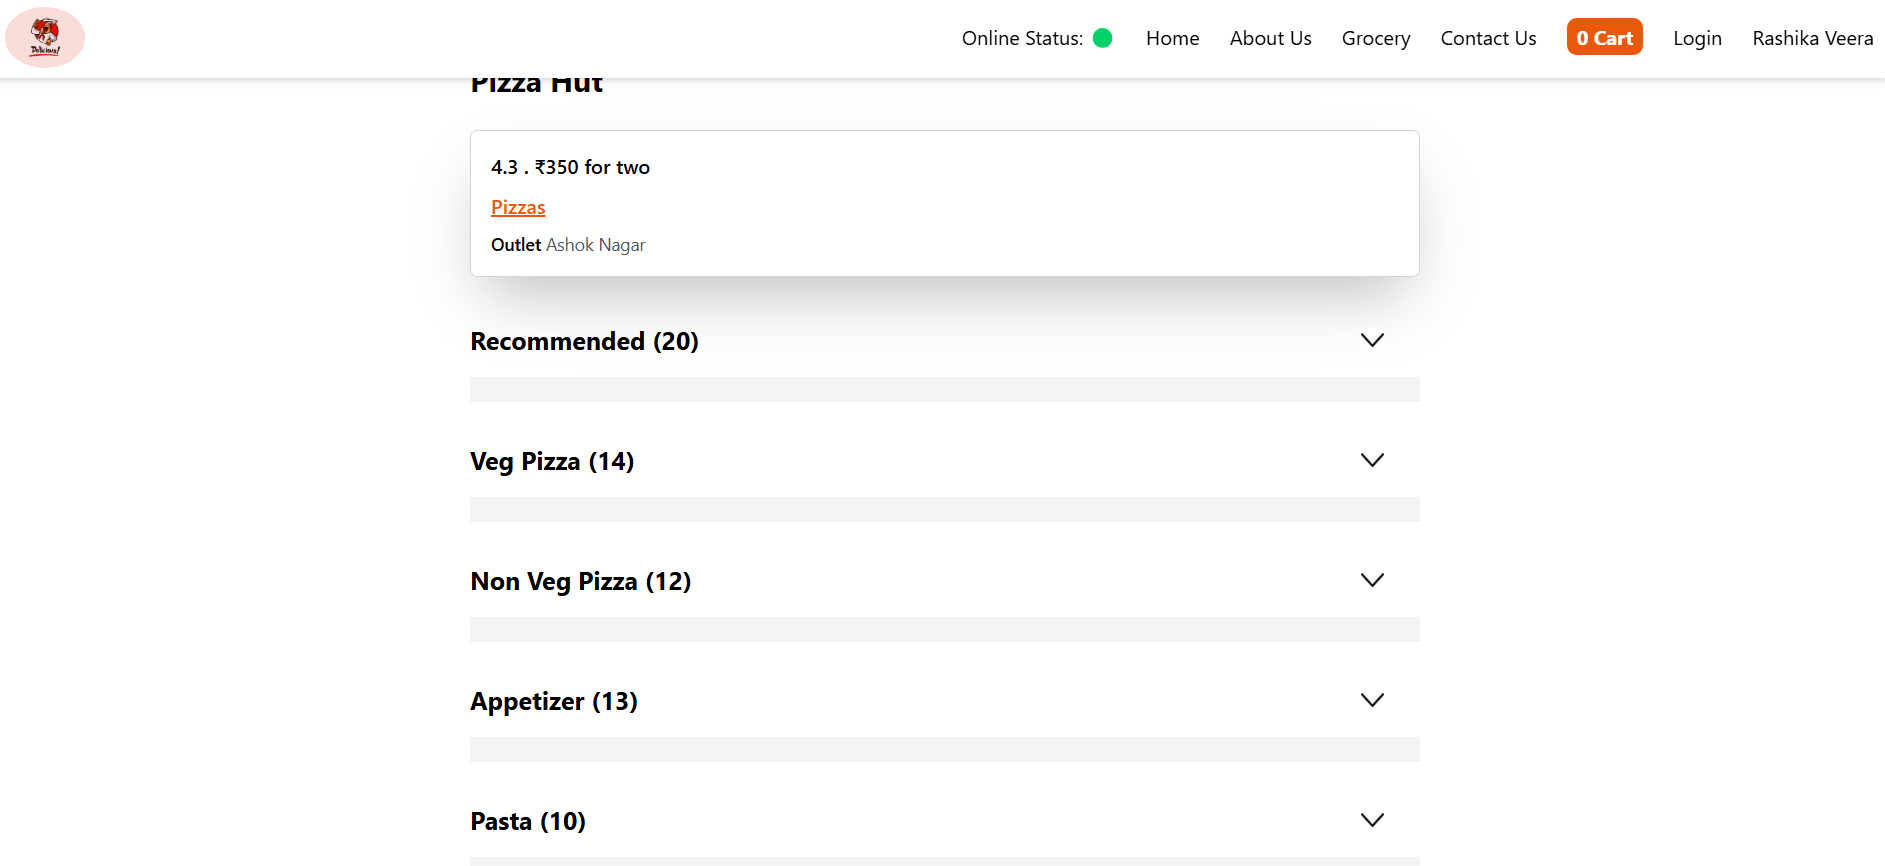 Delicious!
Online Status:
Home
About Us
Grocery
Contact Us
0 Cart
Login
Rashika Veera
Pizza Hut
4.3 . ₹350 for two
Pizzas
Outlet Ashok Nagar
Recommended (20)
Veg Pizza (14)
Non Veg Pizza (12)
Appetizer (13)
Pasta (10)